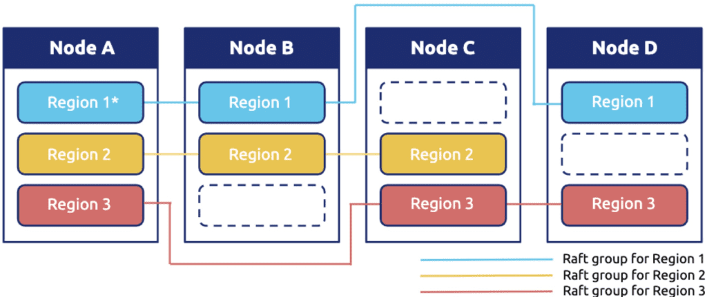 Node A
Node B
Node C
Node D
Region 1*
Region 1
Region 1
Region 2
Region 2
Region 2
Region 3
Region 3
Region 3
Raft group for Region 1
Raft group for Region 2
Raft group for Region 3